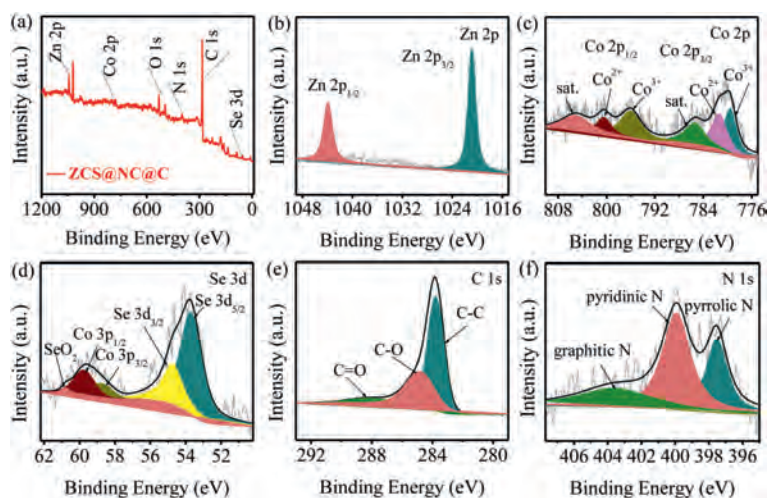 (a)
Zn 2p
Co 2p
O 1s
N 1s
C 1s
Se 3d
ZCS@NC@C
Intensity (a.u.)
1200 900 600 300 0
Binding Energy (eV)
(b)
Zn 2p
Zn 2p3/2
Zn 2p1/2
Intensity (a.u.)
1048 1040 1032 1024 1016
Binding Energy (eV)
(c)
Co 2p
Co 2p1/2 Co 2p3/2
sat. Co2+ Co3+ sat. Co2+ Co3+
Intensity (a.u.)
808 800 792 784 776
Binding Energy (eV)
(d)
Se 3d
Se 3d5/2
Se 3d3/2
Co 3p1/2
SeO2
Co 3p3/2
Intensity (a.u.)
62 60 58 56 54 52
Binding Energy (eV)
(e)
C 1s
C-C
C-O
C=O
Intensity (a.u.)
292 288 284 280
Binding Energy (eV)
(f)
N 1s
pyridinic N
pyrrolic N
graphitic N
Intensity (a.u.)
406 404 402 400 398 396
Binding Energy (eV)